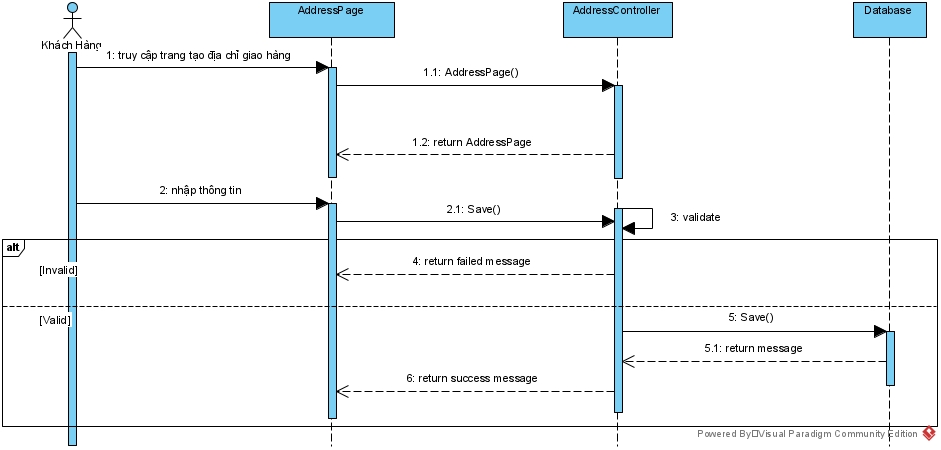 AddressPage
AddressController
Database
Khách Hàng
1: truy cập trang tạo địa chỉ giao hàng
1.1: AddressPage()
1.2: return AddressPage
2: nhập thông tin
2.1: Save()
3: validate
alt
4: return failed message
[Invalid]
[Valid]
5: Save()
5.1: return message
6: return success message
Powered By Visual Paradigm Community Edition